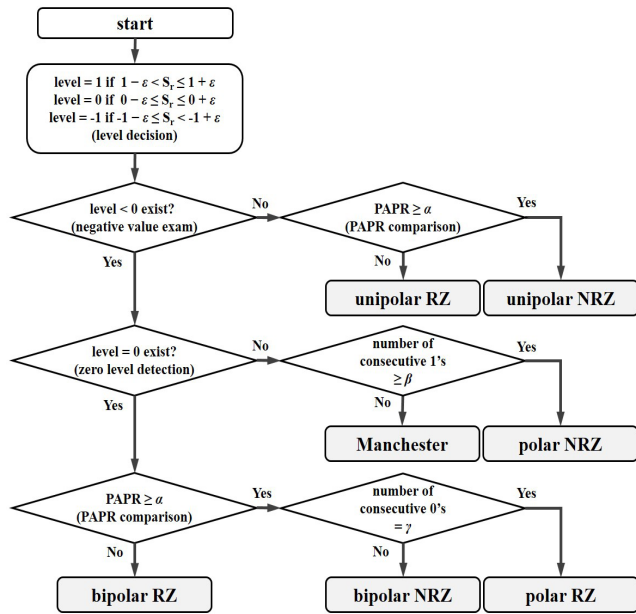 start
level = 1 if 1 − ε < Sᵣ ≤ 1 + ε
level = 0 if 0 − ε ≤ Sᵣ ≤ 0 + ε
level = -1 if -1 − ε ≤ Sᵣ < -1 + ε
(level decision)
level < 0 exist?
(negative value exam)
No
PAPR ≥ α
(PAPR comparison)
Yes
Yes
No
unipolar RZ
unipolar NRZ
level = 0 exist?
(zero level detection)
No
number of
consecutive 1's
≥ β
Yes
Yes
No
Manchester
polar NRZ
PAPR ≥ α
(PAPR comparison)
Yes
number of
consecutive 0's
= γ
Yes
No
No
bipolar RZ
bipolar NRZ
polar RZ